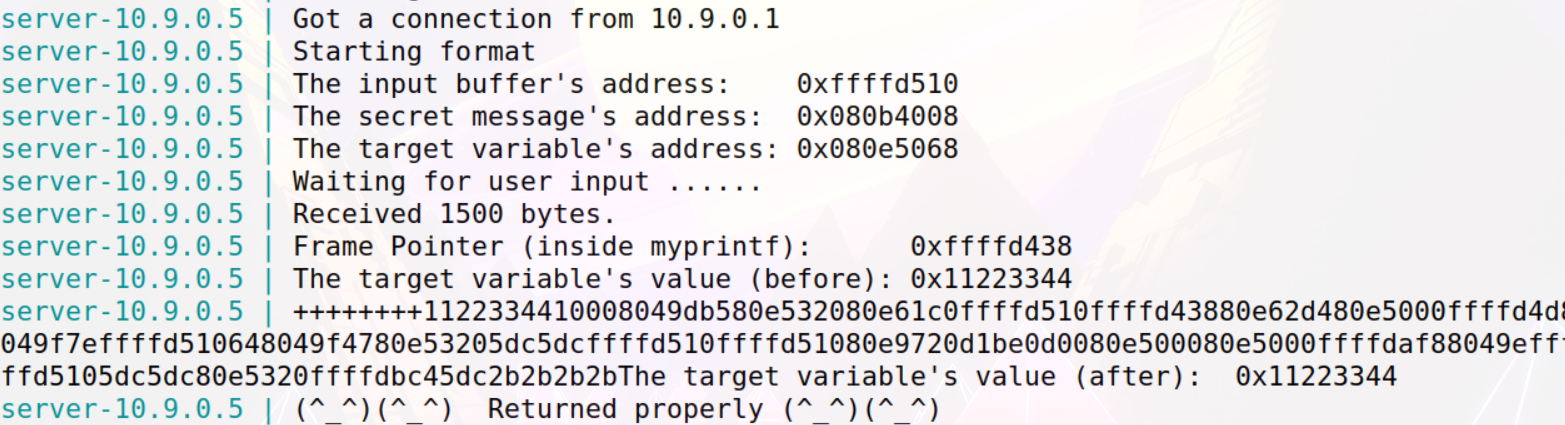 server-10.9.0.5 | Got a connection from 10.9.0.1
server-10.9.0.5 | Starting format
server-10.9.0.5 | The input buffer's address:    0xffffd510
server-10.9.0.5 | The secret message's address:  0x080b4008
server-10.9.0.5 | The target variable's address: 0x080e5068
server-10.9.0.5 | Waiting for user input ......
server-10.9.0.5 | Received 1500 bytes.
server-10.9.0.5 | Frame Pointer (inside myprintf):      0xffffd438
server-10.9.0.5 | The target variable's value (before): 0x11223344
server-10.9.0.5 | ++++++++1122334410008049db580e532080e61c0ffffd510ffffd43880e62d480e5000ffffd4d8
049f7effffd510648049f4780e53205dc5dcffffd510ffffd51080e9720d1be0d0080e500080e5000ffffdaf88049efff
ffd5105dc5dc80e5320ffffdbc45dc2b2b2b2bThe target variable's value (after):  0x11223344
server-10.9.0.5 | (^_^)(^_^)  Returned properly (^_^)(^_^)